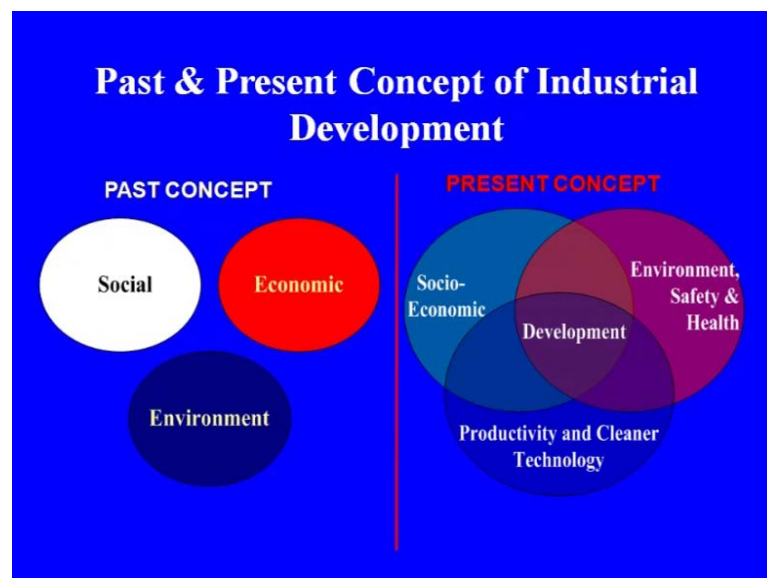 Past & Present Concept of Industrial
Development
PAST CONCEPT
Social
Economic
Environment
PRESENT CONCEPT
Socio-
Economic
Environment,
Safety &
Health
Development
Productivity and Cleaner
Technology